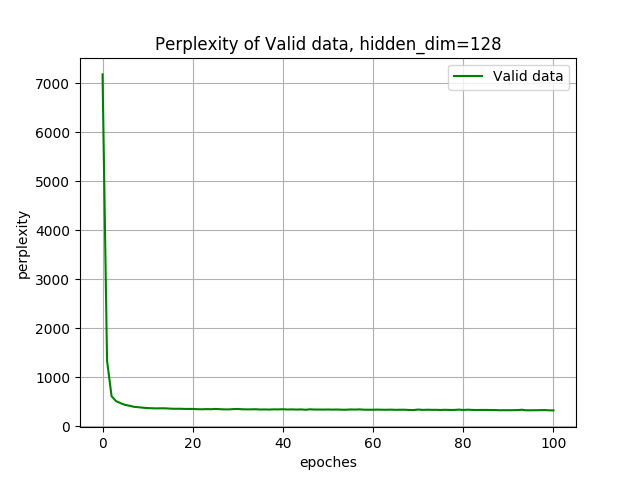 Perplexity of Valid data, hidden_dim=128
Valid data
perplexity
7000
6000
5000
4000
3000
2000
1000
0
0 20 40 60 80 100
epoches